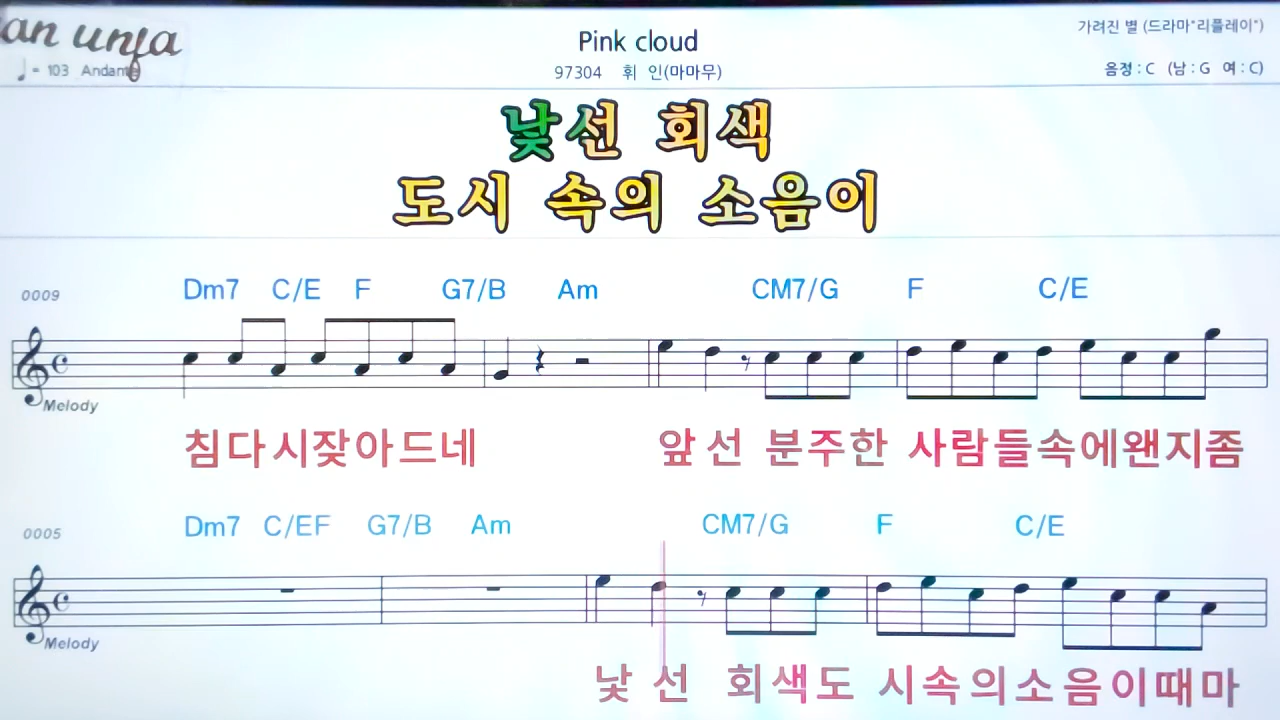 an unfa
♩= 103 Andante
Pink cloud
97304 휘 인(마마무)
가려진 별 (드라마"리플레이")
음정 : C (남 : G 여 : C)
낯선 회색
도시 속의 소음이
0009 Dm7 C/E F G7/B Am CM7/G F C/E
Melody
침다시잦아드네 앞선 분주한 사람들속에왠지좀
0005 Dm7 C/EF G7/B Am CM7/G F C/E
Melody
낯 선 회색도 시속의소음이때마